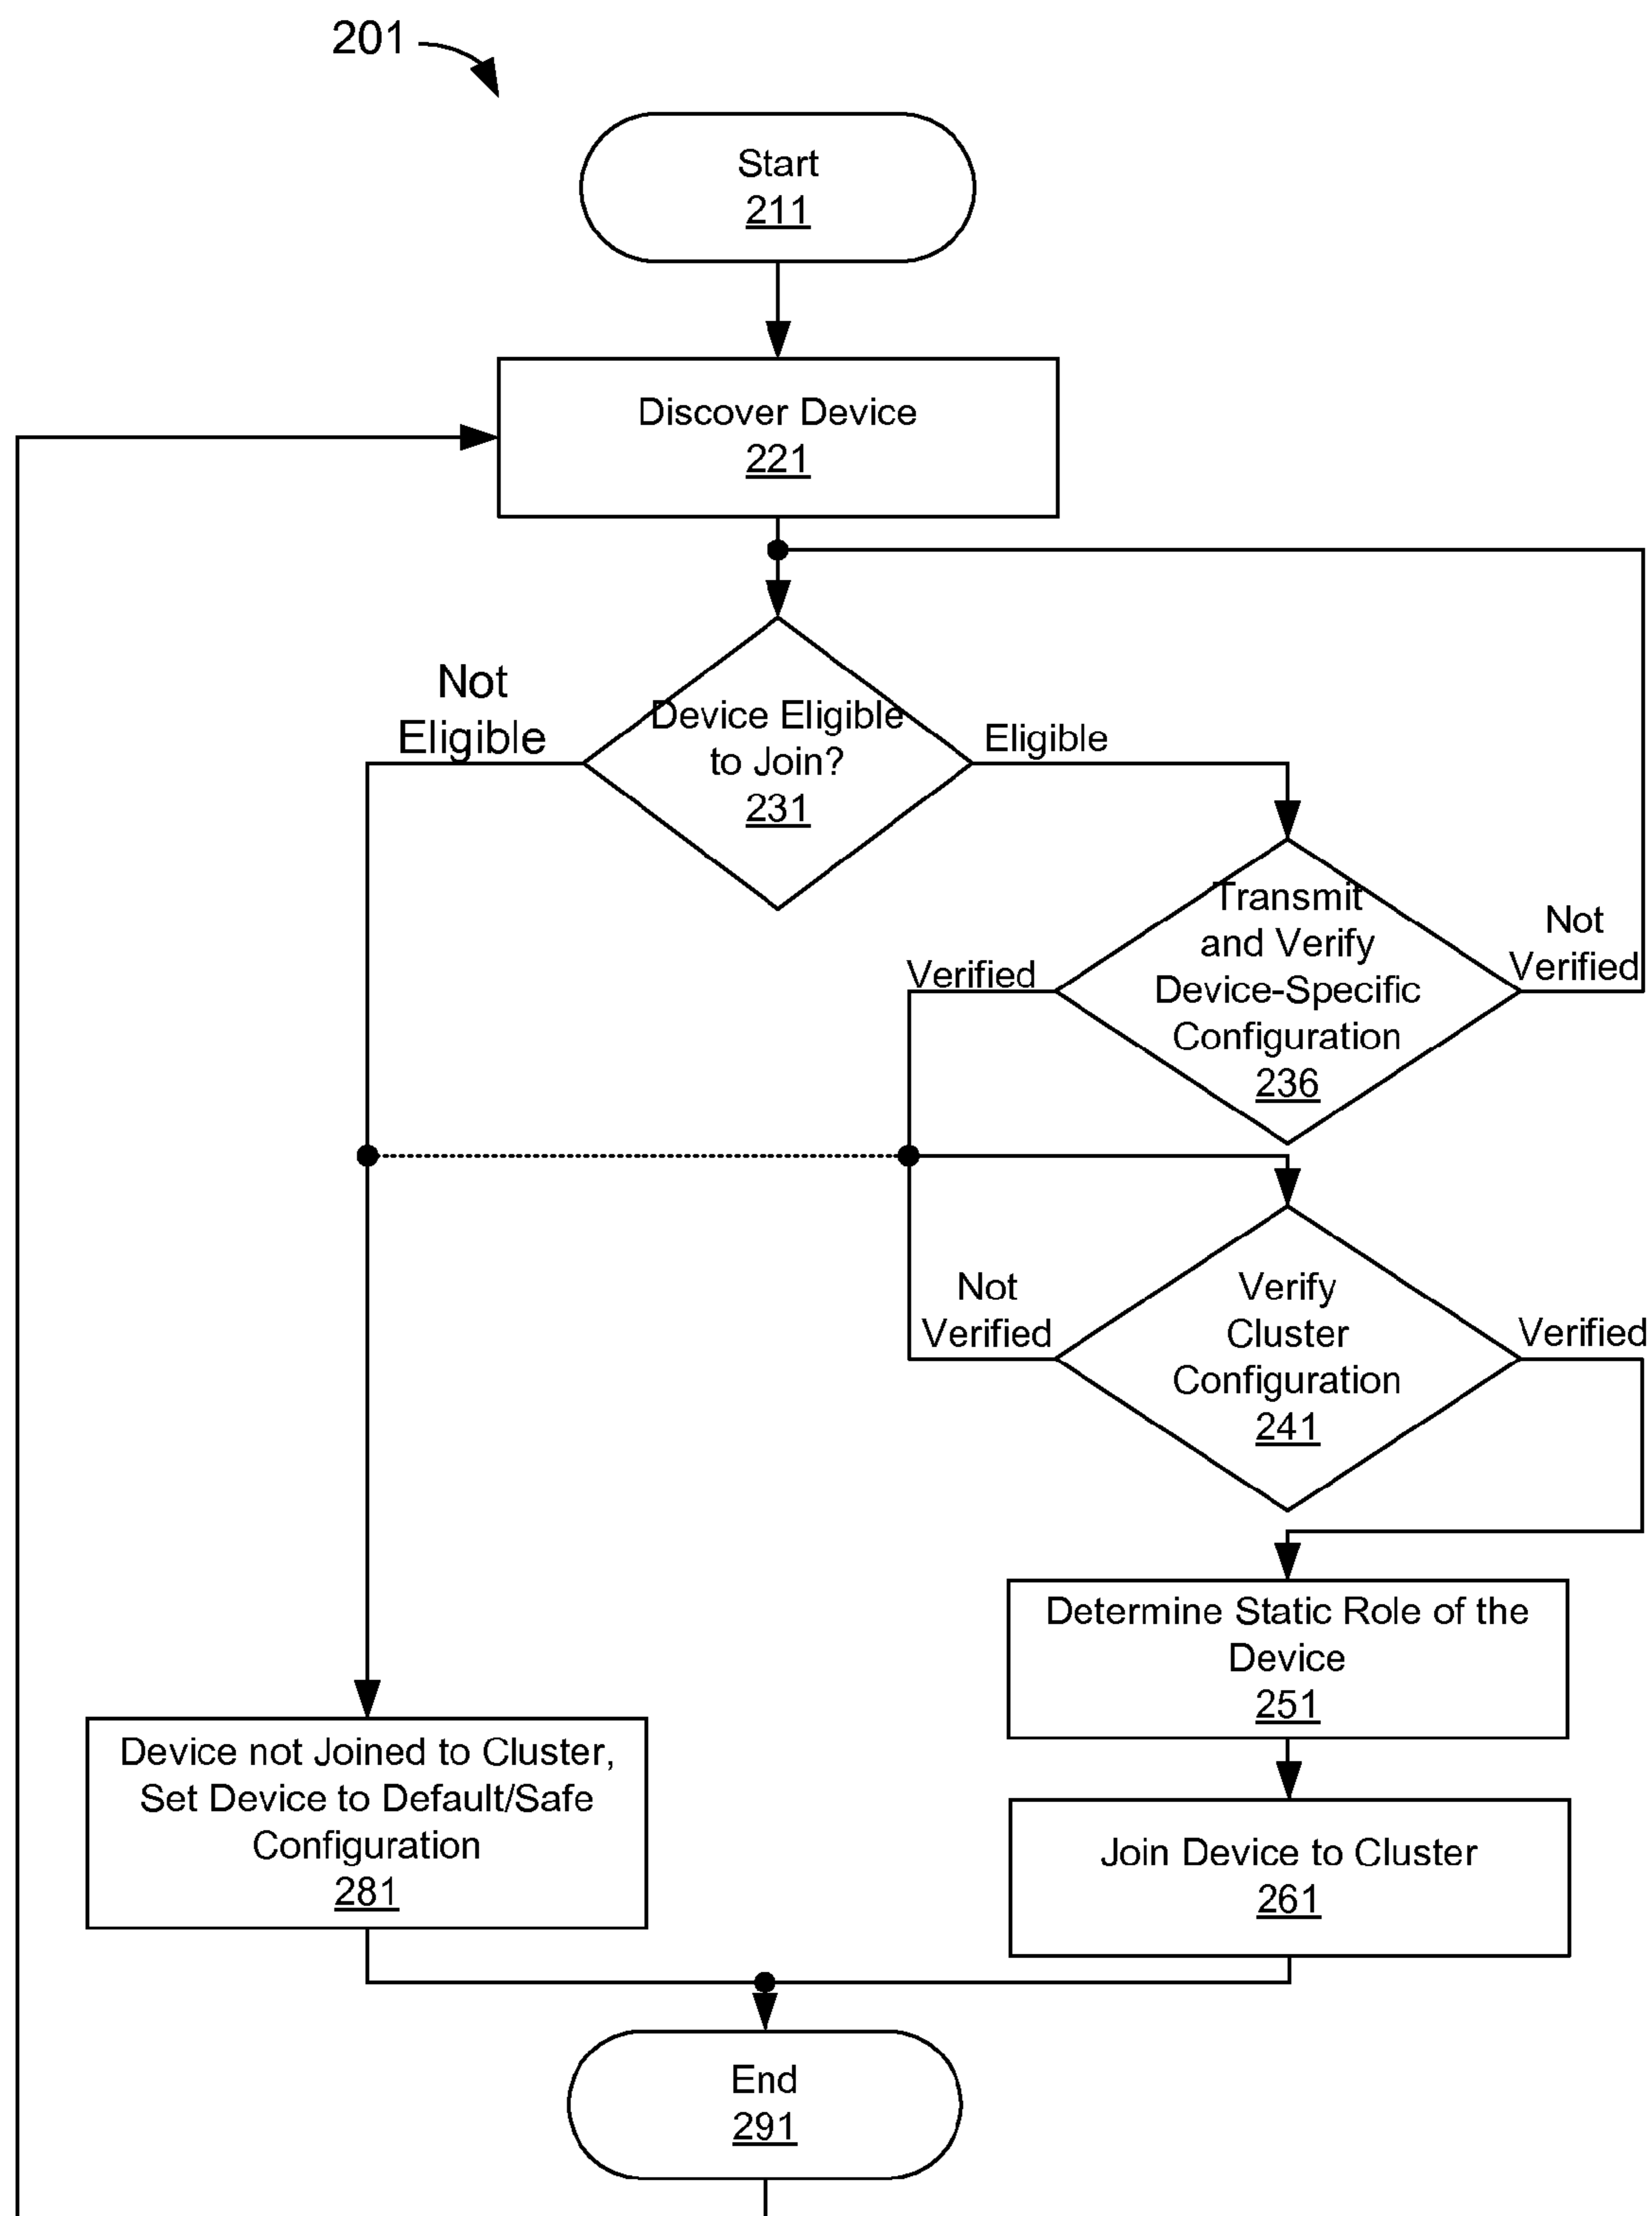 201
Start
211
Discover Device
221
Not
Eligible
Device Eligible
to Join?
231
Eligible
Transmit
and Verify
Device-Specific
Configuration
236
Not
Verified
Verified
Verify
Cluster
Configuration
241
Not
Verified
Verified
Determine Static Role of the
Device
251
Device not Joined to Cluster,
Set Device to Default/Safe
Configuration
281
Join Device to Cluster
261
End
291